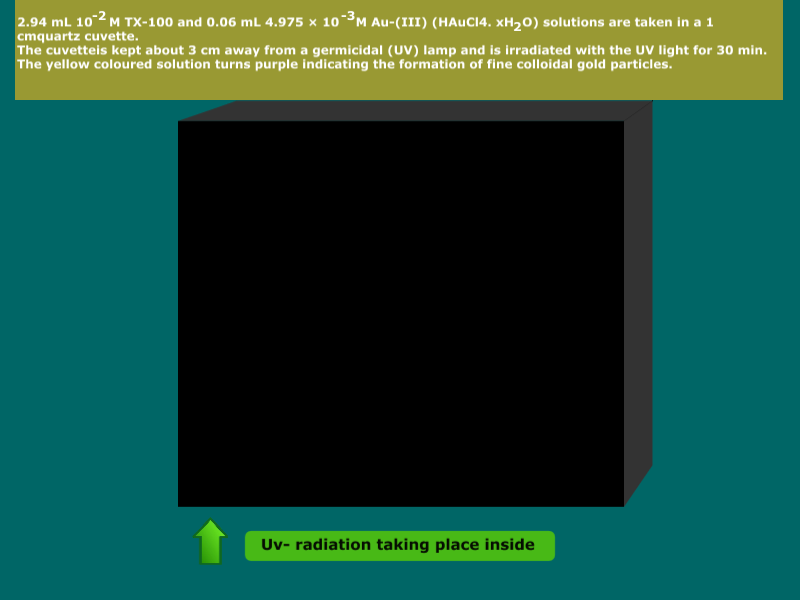 2.94 mL 10⁻² M TX-100 and 0.06 mL 4.975 × 10⁻³M Au-(III) (HAuCl4. xH₂O) solutions are taken in a 1
cmquartz cuvette.
The cuvetteis kept about 3 cm away from a germicidal (UV) lamp and is irradiated with the UV light for 30 min.
The yellow coloured solution turns purple indicating the formation of fine colloidal gold particles.
Uv- radiation taking place inside